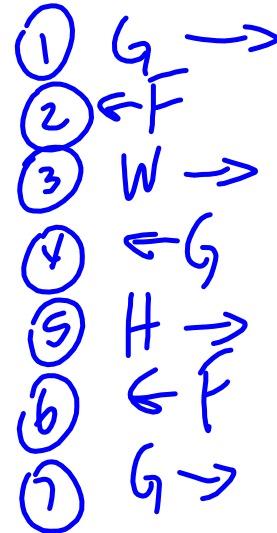 ① G →
② ← F
③ W →
④ ← G
⑤ H →
⑥ ← F
⑦ G →